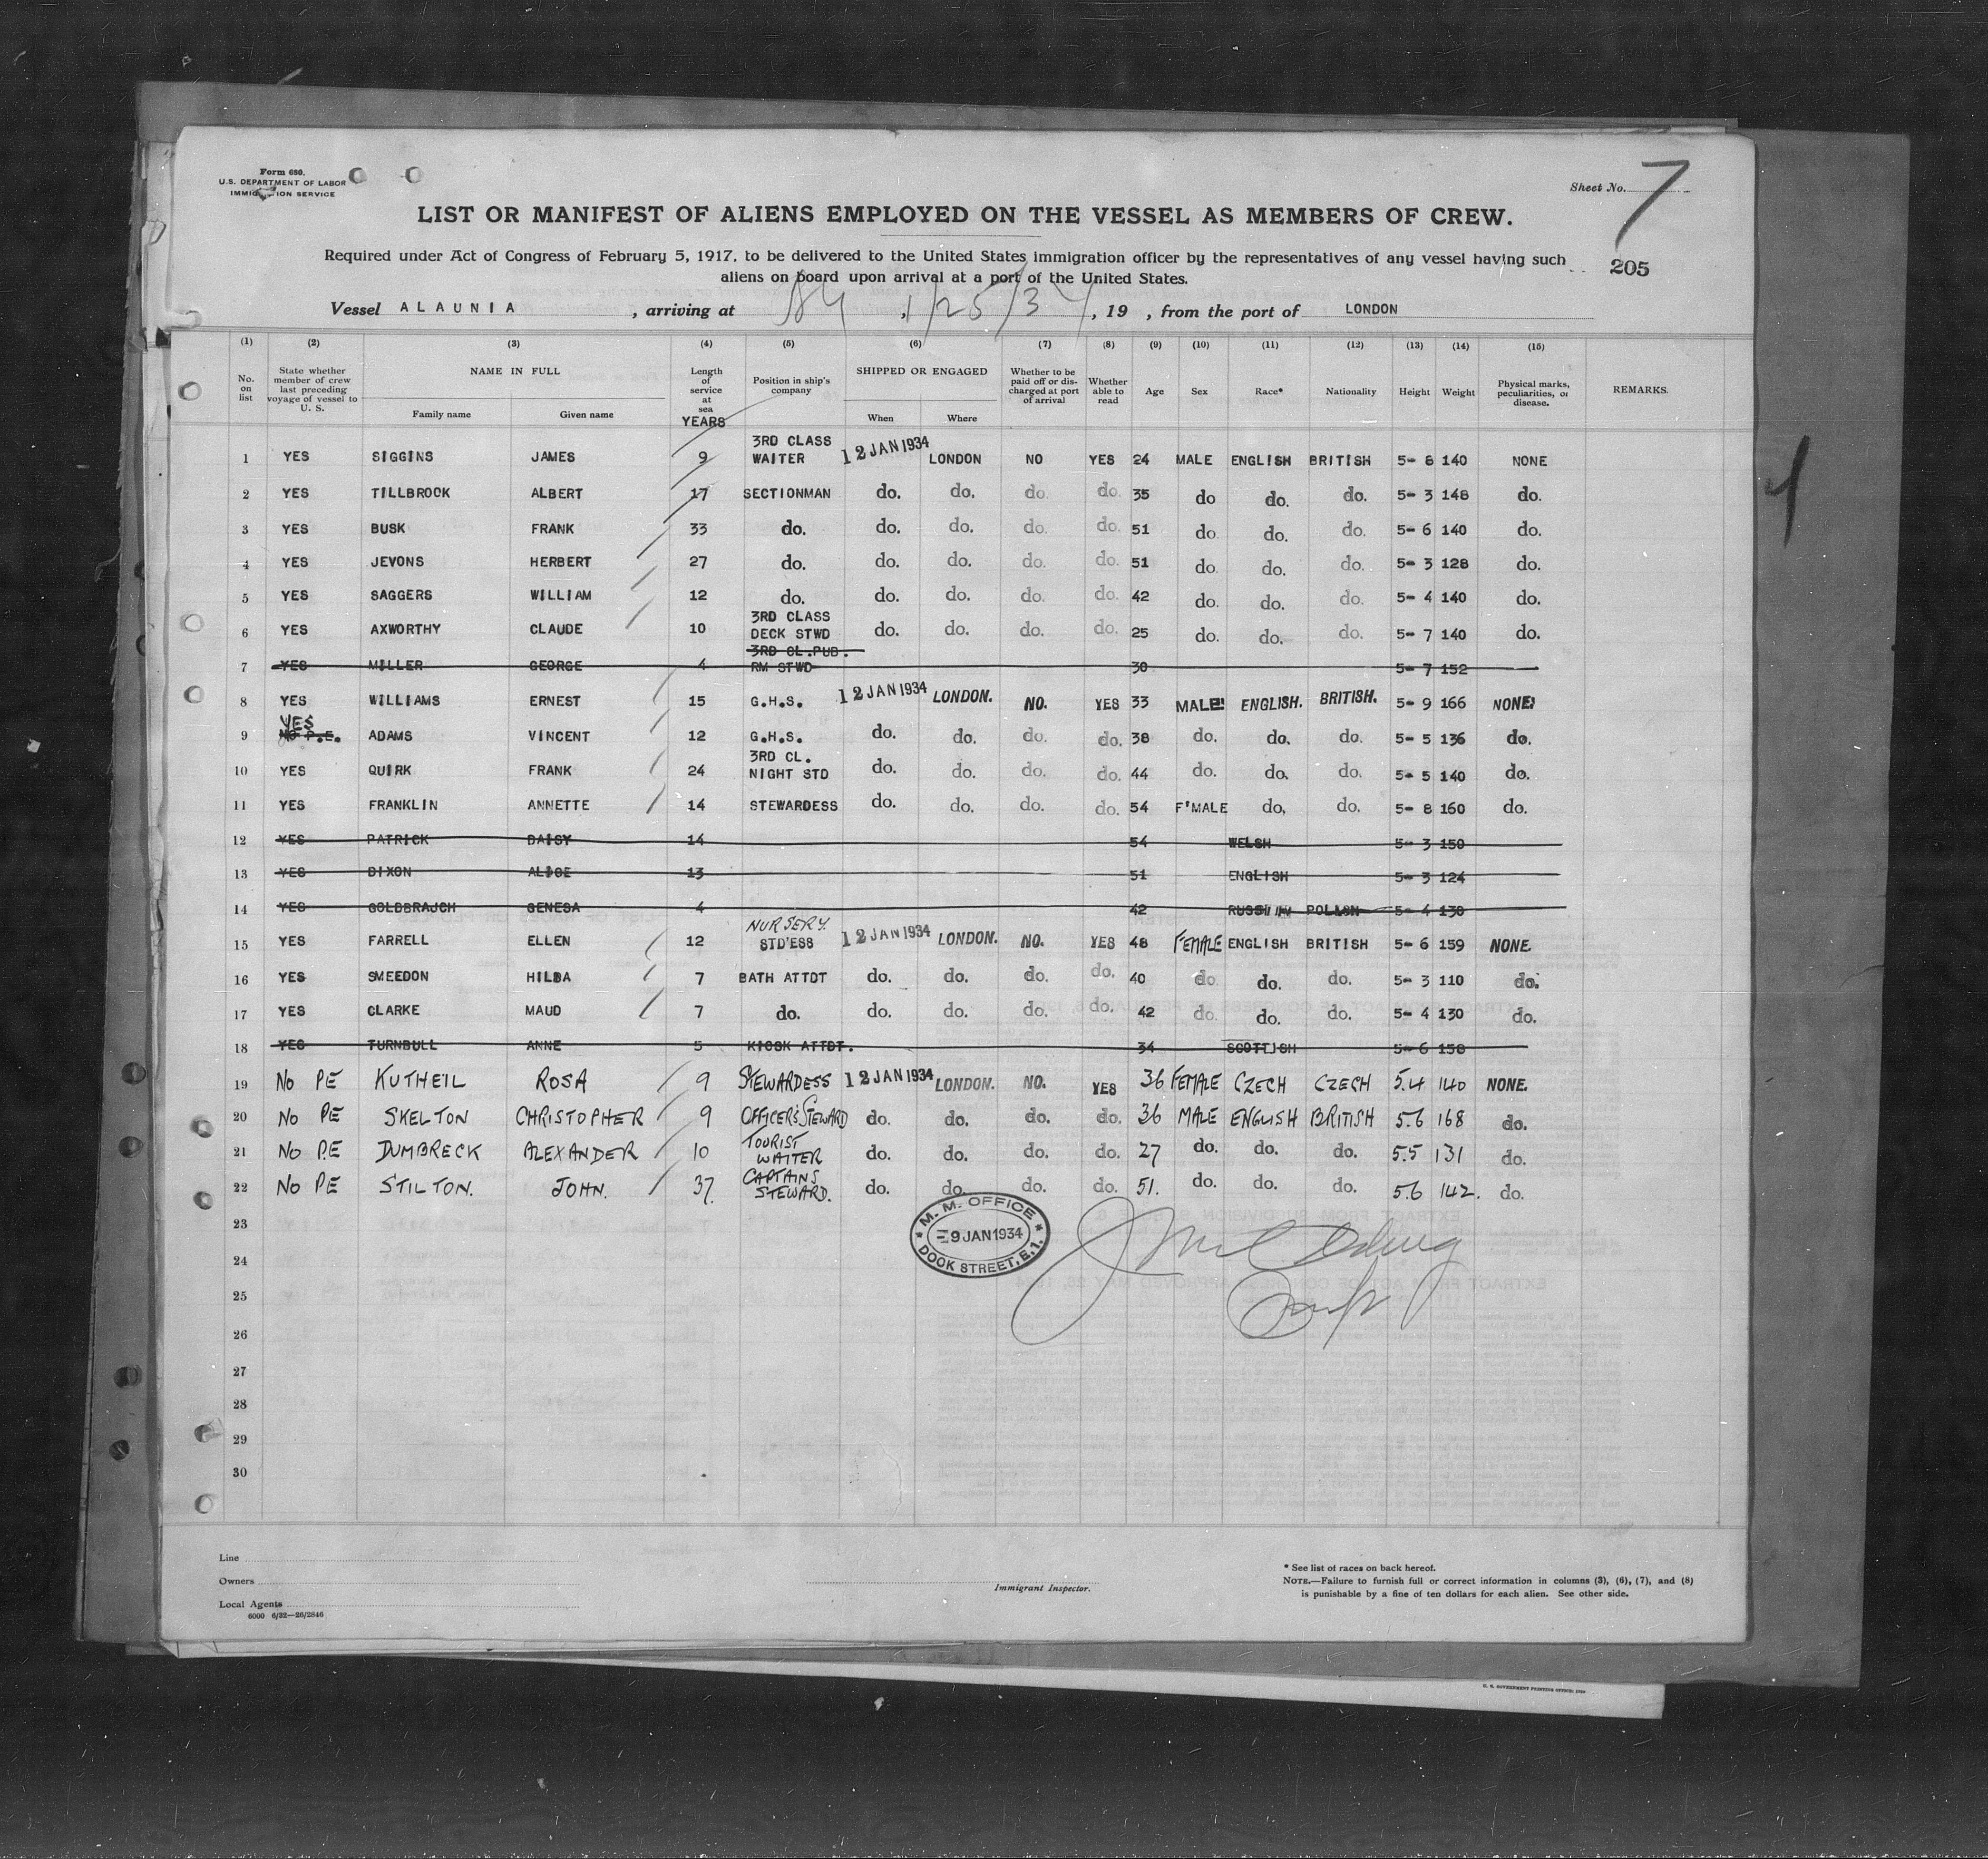 Form 680.
U.S. DEPARTMENT OF LABOR
IMMIGRATION SERVICE
Sheet No. 7
LIST OR MANIFEST OF ALIENS EMPLOYED ON THE VESSEL AS MEMBERS OF CREW.
Required under Act of Congress of February 5, 1917, to be delivered to the United States immigration officer by the representatives of any vessel having such
aliens on board upon arrival at a port of the United States.
205
Vessel ALAUNIA , arriving at NY , 1/25/34 , 19 , from the port of LONDON
(1) (2) (3) (4) (5) (6) (7) (8) (9) (10) (11) (12) (13) (14) (15)
No. on list State whether member of crew last preceding voyage of vessel to U. S. NAME IN FULL Family name Given name Length of service at sea YEARS Position in ship's company SHIPPED OR ENGAGED When Where Whether to be paid off or discharged at port of arrival Whether able to read Age Sex Race* Nationality Height Weight Physical marks, peculiarities, or disease. REMARKS.
1 YES SIGGINS JAMES 9 3RD CLASS WAITER 12 JAN 1934 LONDON NO YES 24 MALE ENGLISH BRITISH 5- 8 140 NONE
2 YES TILLBROOK ALBERT 17 SECTIONMAN do. do. do. do. 35 do do. do. 5- 3 148 do.
3 YES BUSK FRANK 33 do. do. do. do. do. 51 do do. do. 5- 6 140 do.
4 YES JEVONS HERBERT 27 do. do. do. do. do. 51 do. do. do. 5- 3 128 do.
5 YES SAGGERS WILLIAM 12 do. do. do. do. do. 42 do. do. do. 5- 4 140 do.
6 YES AXWORTHY CLAUDE 10 3RD CLASS DECK STWD do. do. do. do. 25 do. do. do. 5- 7 140 do.
7 YES MILLER GEORGE 4 3RD CL.PUB. RM STWD 30 5- 7 152
8 YES WILLIAMS ERNEST 15 G.H.S. 12 JAN 1934 LONDON. NO. YES 33 MALE ENGLISH. BRITISH. 5- 9 166 NONE
9 YES NO P.E. ADAMS VINCENT 12 G.H.S. do. do. do. do. 38 do. do. do. 5- 5 136 do.
10 YES QUIRK FRANK 24 3RD CL. NIGHT STD do. do. do. do. 44 do. do. do. 5- 5 140 do.
11 YES FRANKLIN ANNETTE 14 STEWARDESS do. do. do. do. 54 F'MALE do. do. 5- 8 160 do.
12 YES PATRICK DAISY 14 54 WELSH 5- 3 150
13 YES DIXON ALICE 13 51 ENGLISH 5- 3 124
14 YES GOLDBRAJCH GENESA 4 42 5- 4 130
15 YES FARRELL ELLEN 12 NURSERY STD'ESS 12 JAN 1934 LONDON. NO. YES 48 FEMALE ENGLISH BRITISH 5- 6 159 NONE.
16 YES SMEEDON HILDA 7 BATH ATTDT do. do. do. do. 40 do do. do. 5- 3 110 do.
17 YES CLARKE MAUD 7 do. do. do. do. do. 42 do. do. do. 5- 4 130 do.
18 YES TURNBULL ANNE 5 KIOSK ATTDT. 34 SCOTTISH 5- 6 158
19 NO PE KUTHEIL ROSA 9 STEWARDESS 12 JAN 1934 LONDON. NO. YES 36 FEMALE CZECH CZECH 5.4 140 NONE.
20 NO PE SKELTON CHRISTOPHER 9 OFFICER'S STEWARD do. do. do. do. 36 MALE ENGLISH BRITISH 5.6 168 do.
21 NO PE DUMBRECK ALEXANDER 10 TOURIST WAITER do. do. do. do. 27 do. do. do. 5.5 131 do.
22 NO PE STILTON. JOHN. 37. CAPTAINS STEWARD. do. do. do. do. 51. do. do. do. 5.6 142. do.
23
24
25
26
27
28
29
30
M. M. OFFICE
9 JAN 1934
DOCK STREET, E.1.
Line
Owners
Local Agents
6000 6/32—26/2846
Immigrant Inspector.
* See list of races on back hereof.
NOTE.—Failure to furnish full or correct information in columns (3), (6), (7), and (8)
is punishable by a fine of ten dollars for each alien. See other side.